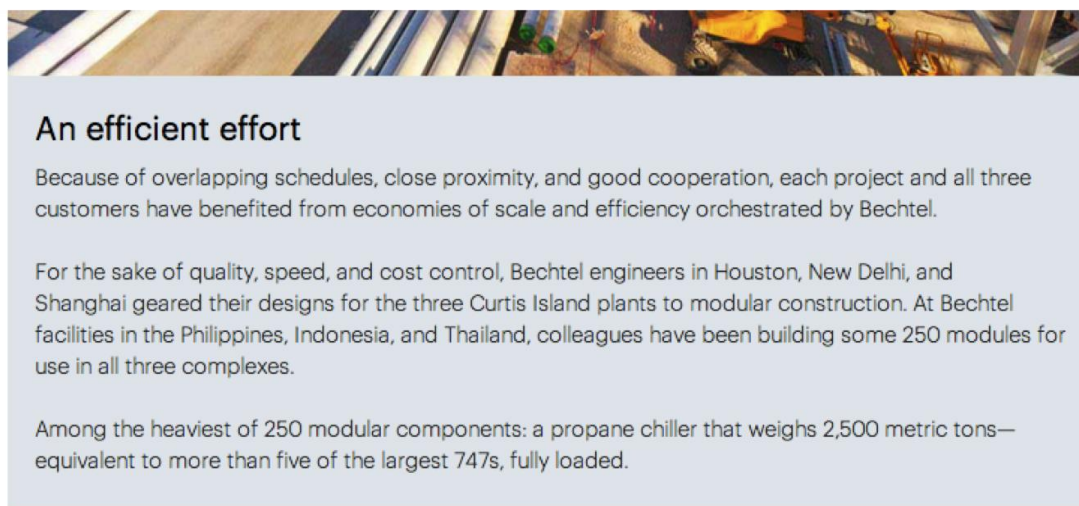 An efficient effort
Because of overlapping schedules, close proximity, and good cooperation, each project and all three
customers have benefited from economies of scale and efficiency orchestrated by Bechtel.
For the sake of quality, speed, and cost control, Bechtel engineers in Houston, New Delhi, and
Shanghai geared their designs for the three Curtis Island plants to modular construction. At Bechtel
facilities in the Philippines, Indonesia, and Thailand, colleagues have been building some 250 modules for
use in all three complexes.
Among the heaviest of 250 modular components: a propane chiller that weighs 2,500 metric tons—
equivalent to more than five of the largest 747s, fully loaded.